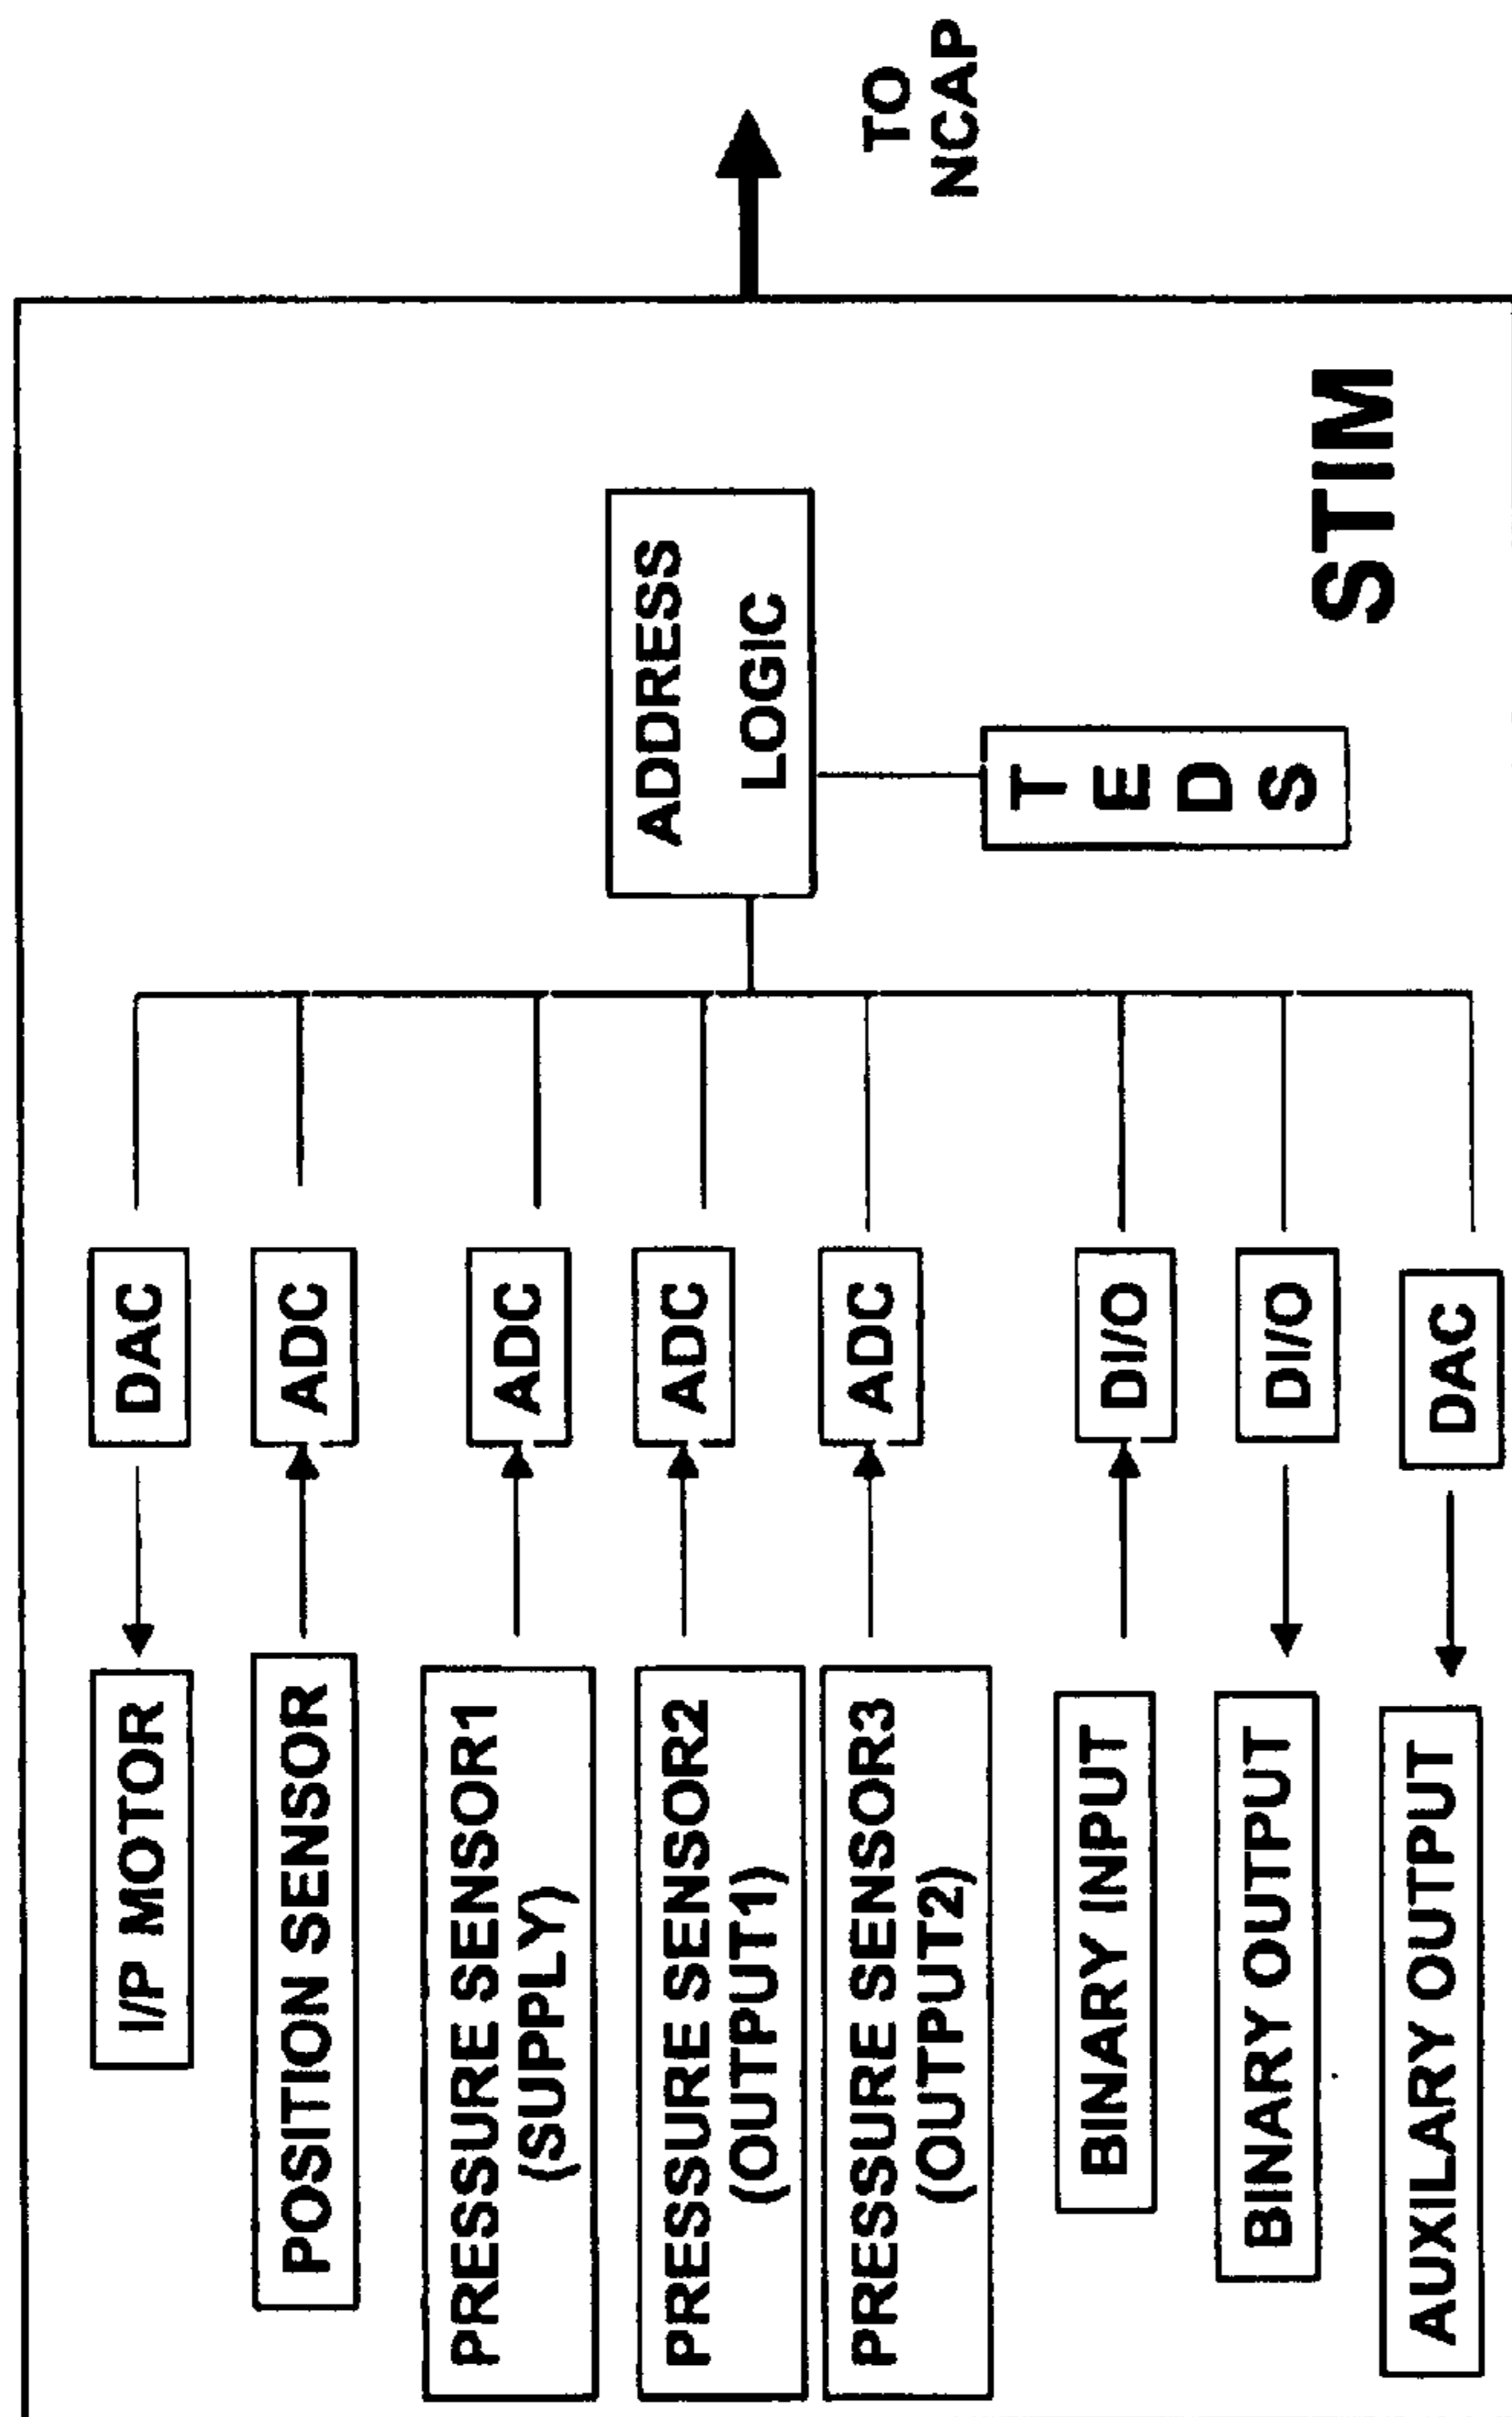 I/P MOTOR
DAC
POSITION SENSOR
ADC
PRESSURE SENSOR1
(SUPPLY)
ADC
PRESSURE SENSOR2
(OUTPUT1)
ADC
PRESSURE SENSOR3
(OUTPUT2)
ADC
BINARY INPUT
DI/O
BINARY OUTPUT
DI/O
AUXILARY OUTPUT
DAC
ADDRESS
LOGIC
T
E
D
S
STIM
TO
NCAP